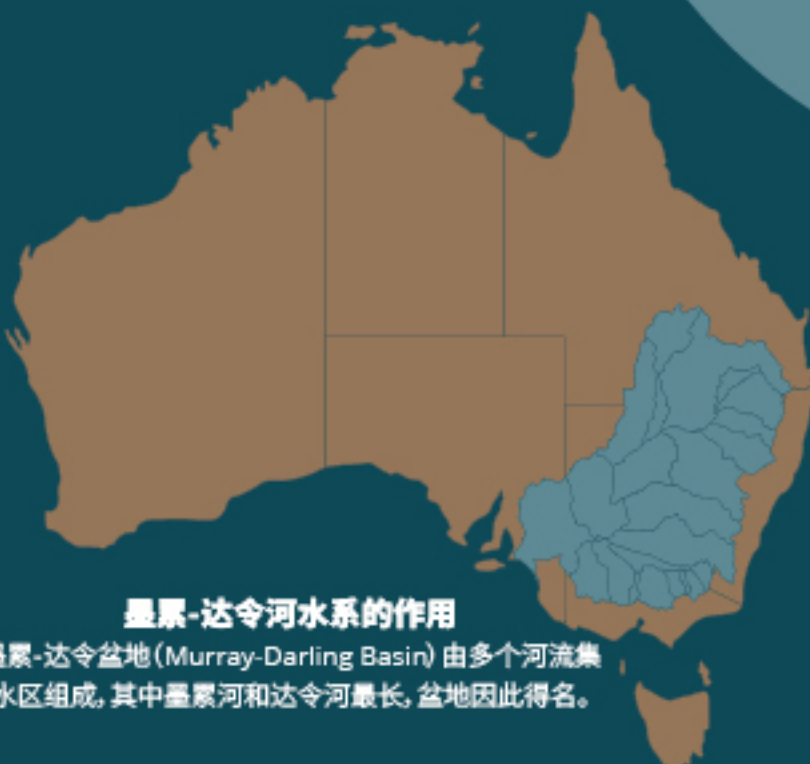 墨累-达令河水系的作用
墨累-达令盆地(Murray-Darling Basin) 由多个河流集
水区组成, 其中墨累河和达令河最长, 盆地因此得名。